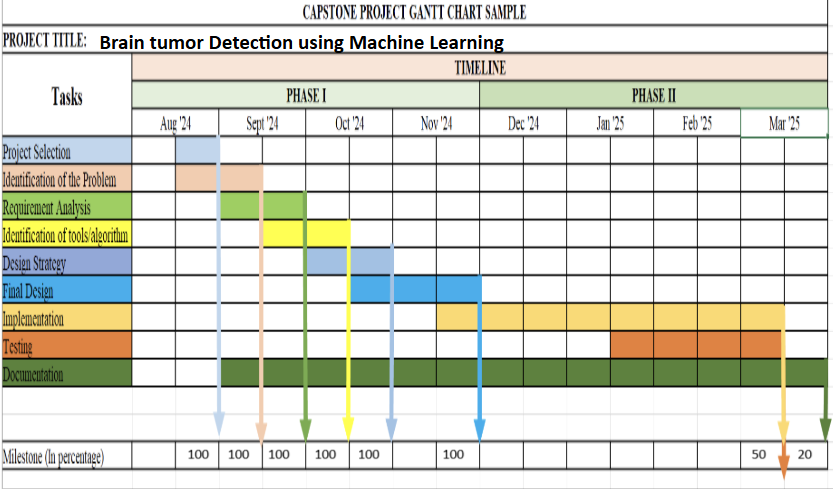 CAPSTONE PROJECT GANTT CHART SAMPLE
PROJECT TITLE: Brain tumor Detection using Machine Learning
TIMELINE
Tasks
PHASE I PHASE II
Aug '24 Sept '24 Oct '24 Nov '24 Dec '24 Jan '25 Feb '25 Mar '25
Project Selection
Identification of the Problem
Requirement Analysis
Identification of tools/algorithm
Design Strategy
Final Design
Implementation
Testing
Documentation
Milestone (In percentage) 100 100 100 100 100 100 50 20